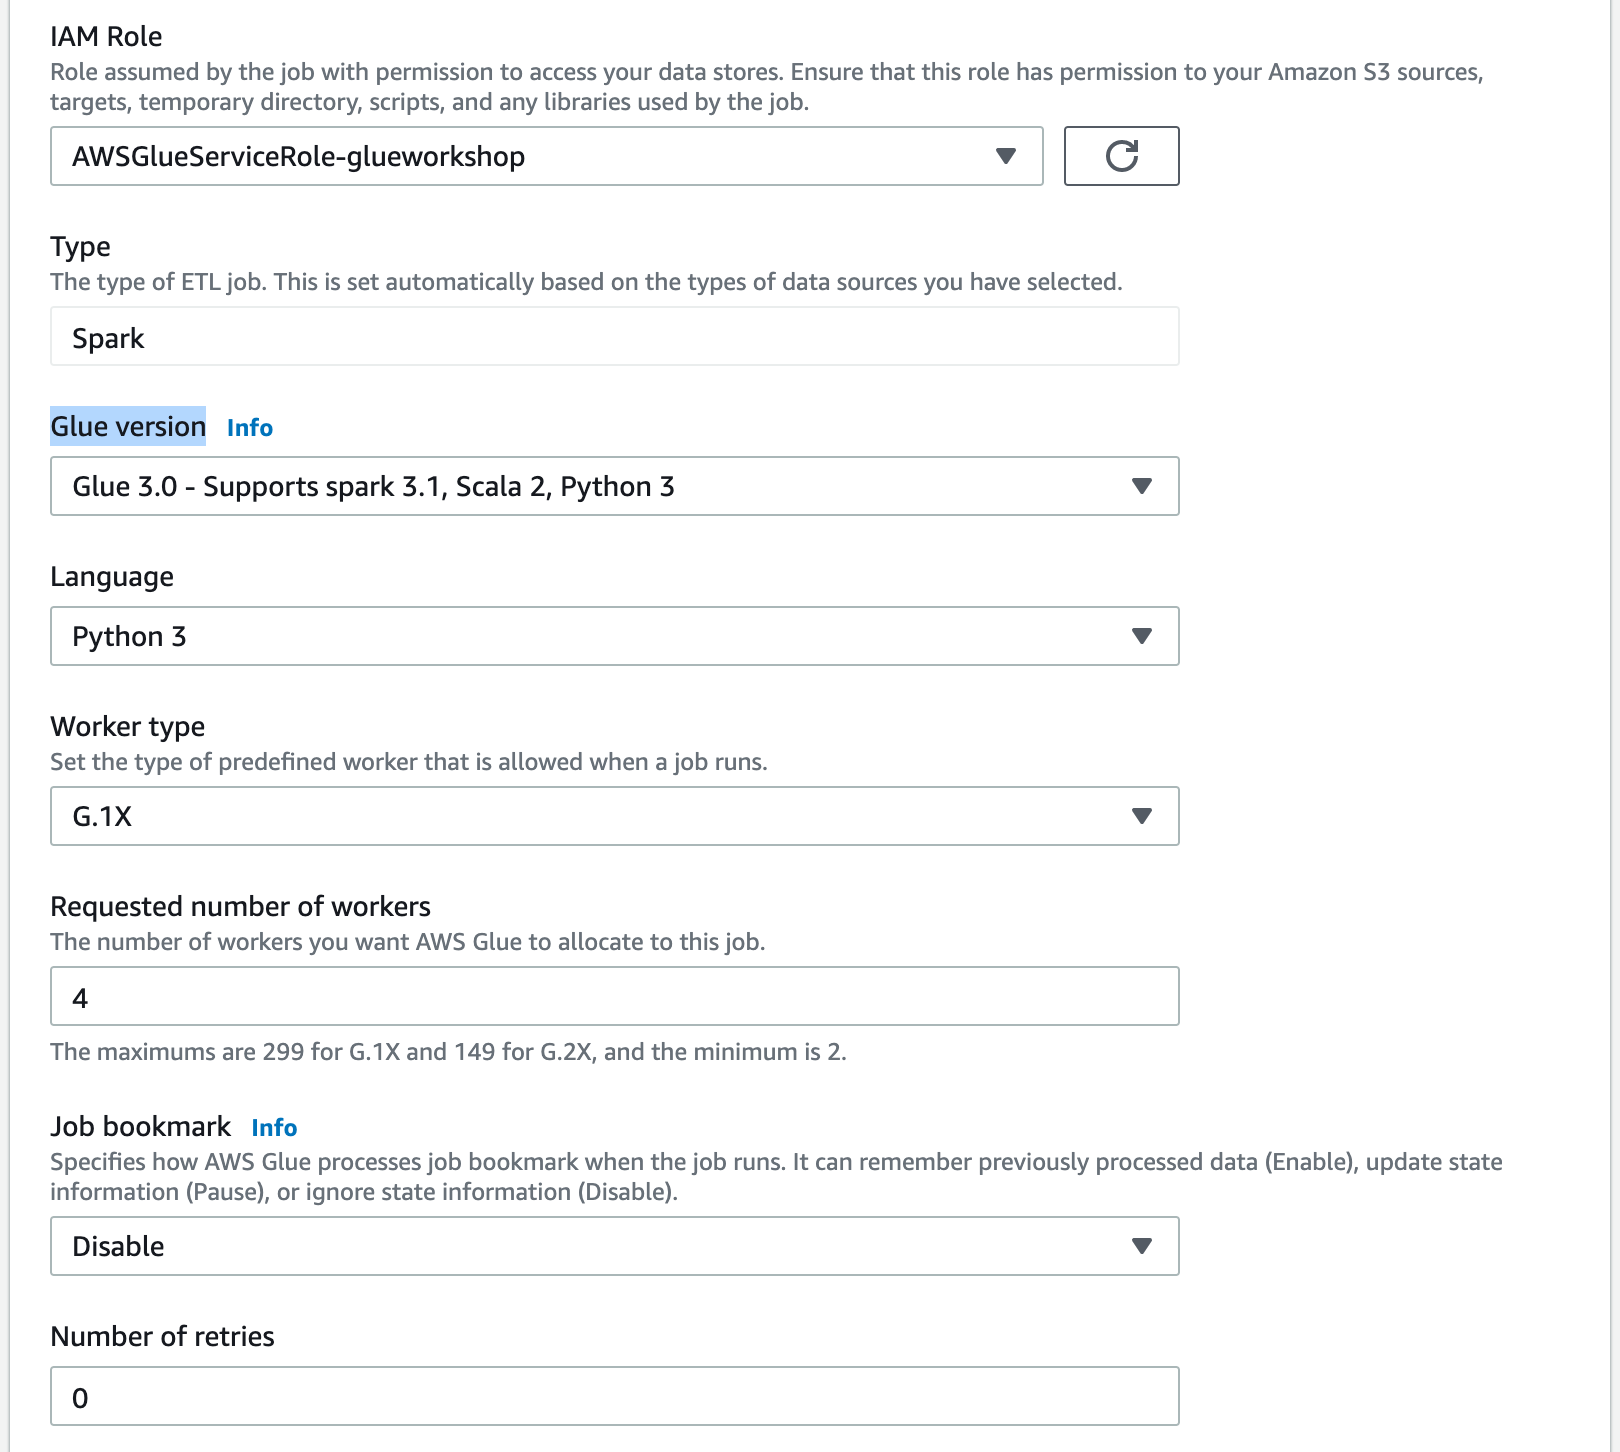 IAM Role
Role assumed by the job with permission to access your data stores. Ensure that this role has permission to your Amazon S3 sources,
targets, temporary directory, scripts, and any libraries used by the job.
AWSGlueServiceRole-glueworkshop
Type
The type of ETL job. This is set automatically based on the types of data sources you have selected.
Spark
Glue version Info
Glue 3.0 - Supports spark 3.1, Scala 2, Python 3
Language
Python 3
Worker type
Set the type of predefined worker that is allowed when a job runs.
G.1X
Requested number of workers
The number of workers you want AWS Glue to allocate to this job.
4
The maximums are 299 for G.1X and 149 for G.2X, and the minimum is 2.
Job bookmark Info
Specifies how AWS Glue processes job bookmark when the job runs. It can remember previously processed data (Enable), update state
information (Pause), or ignore state information (Disable).
Disable
Number of retries
0